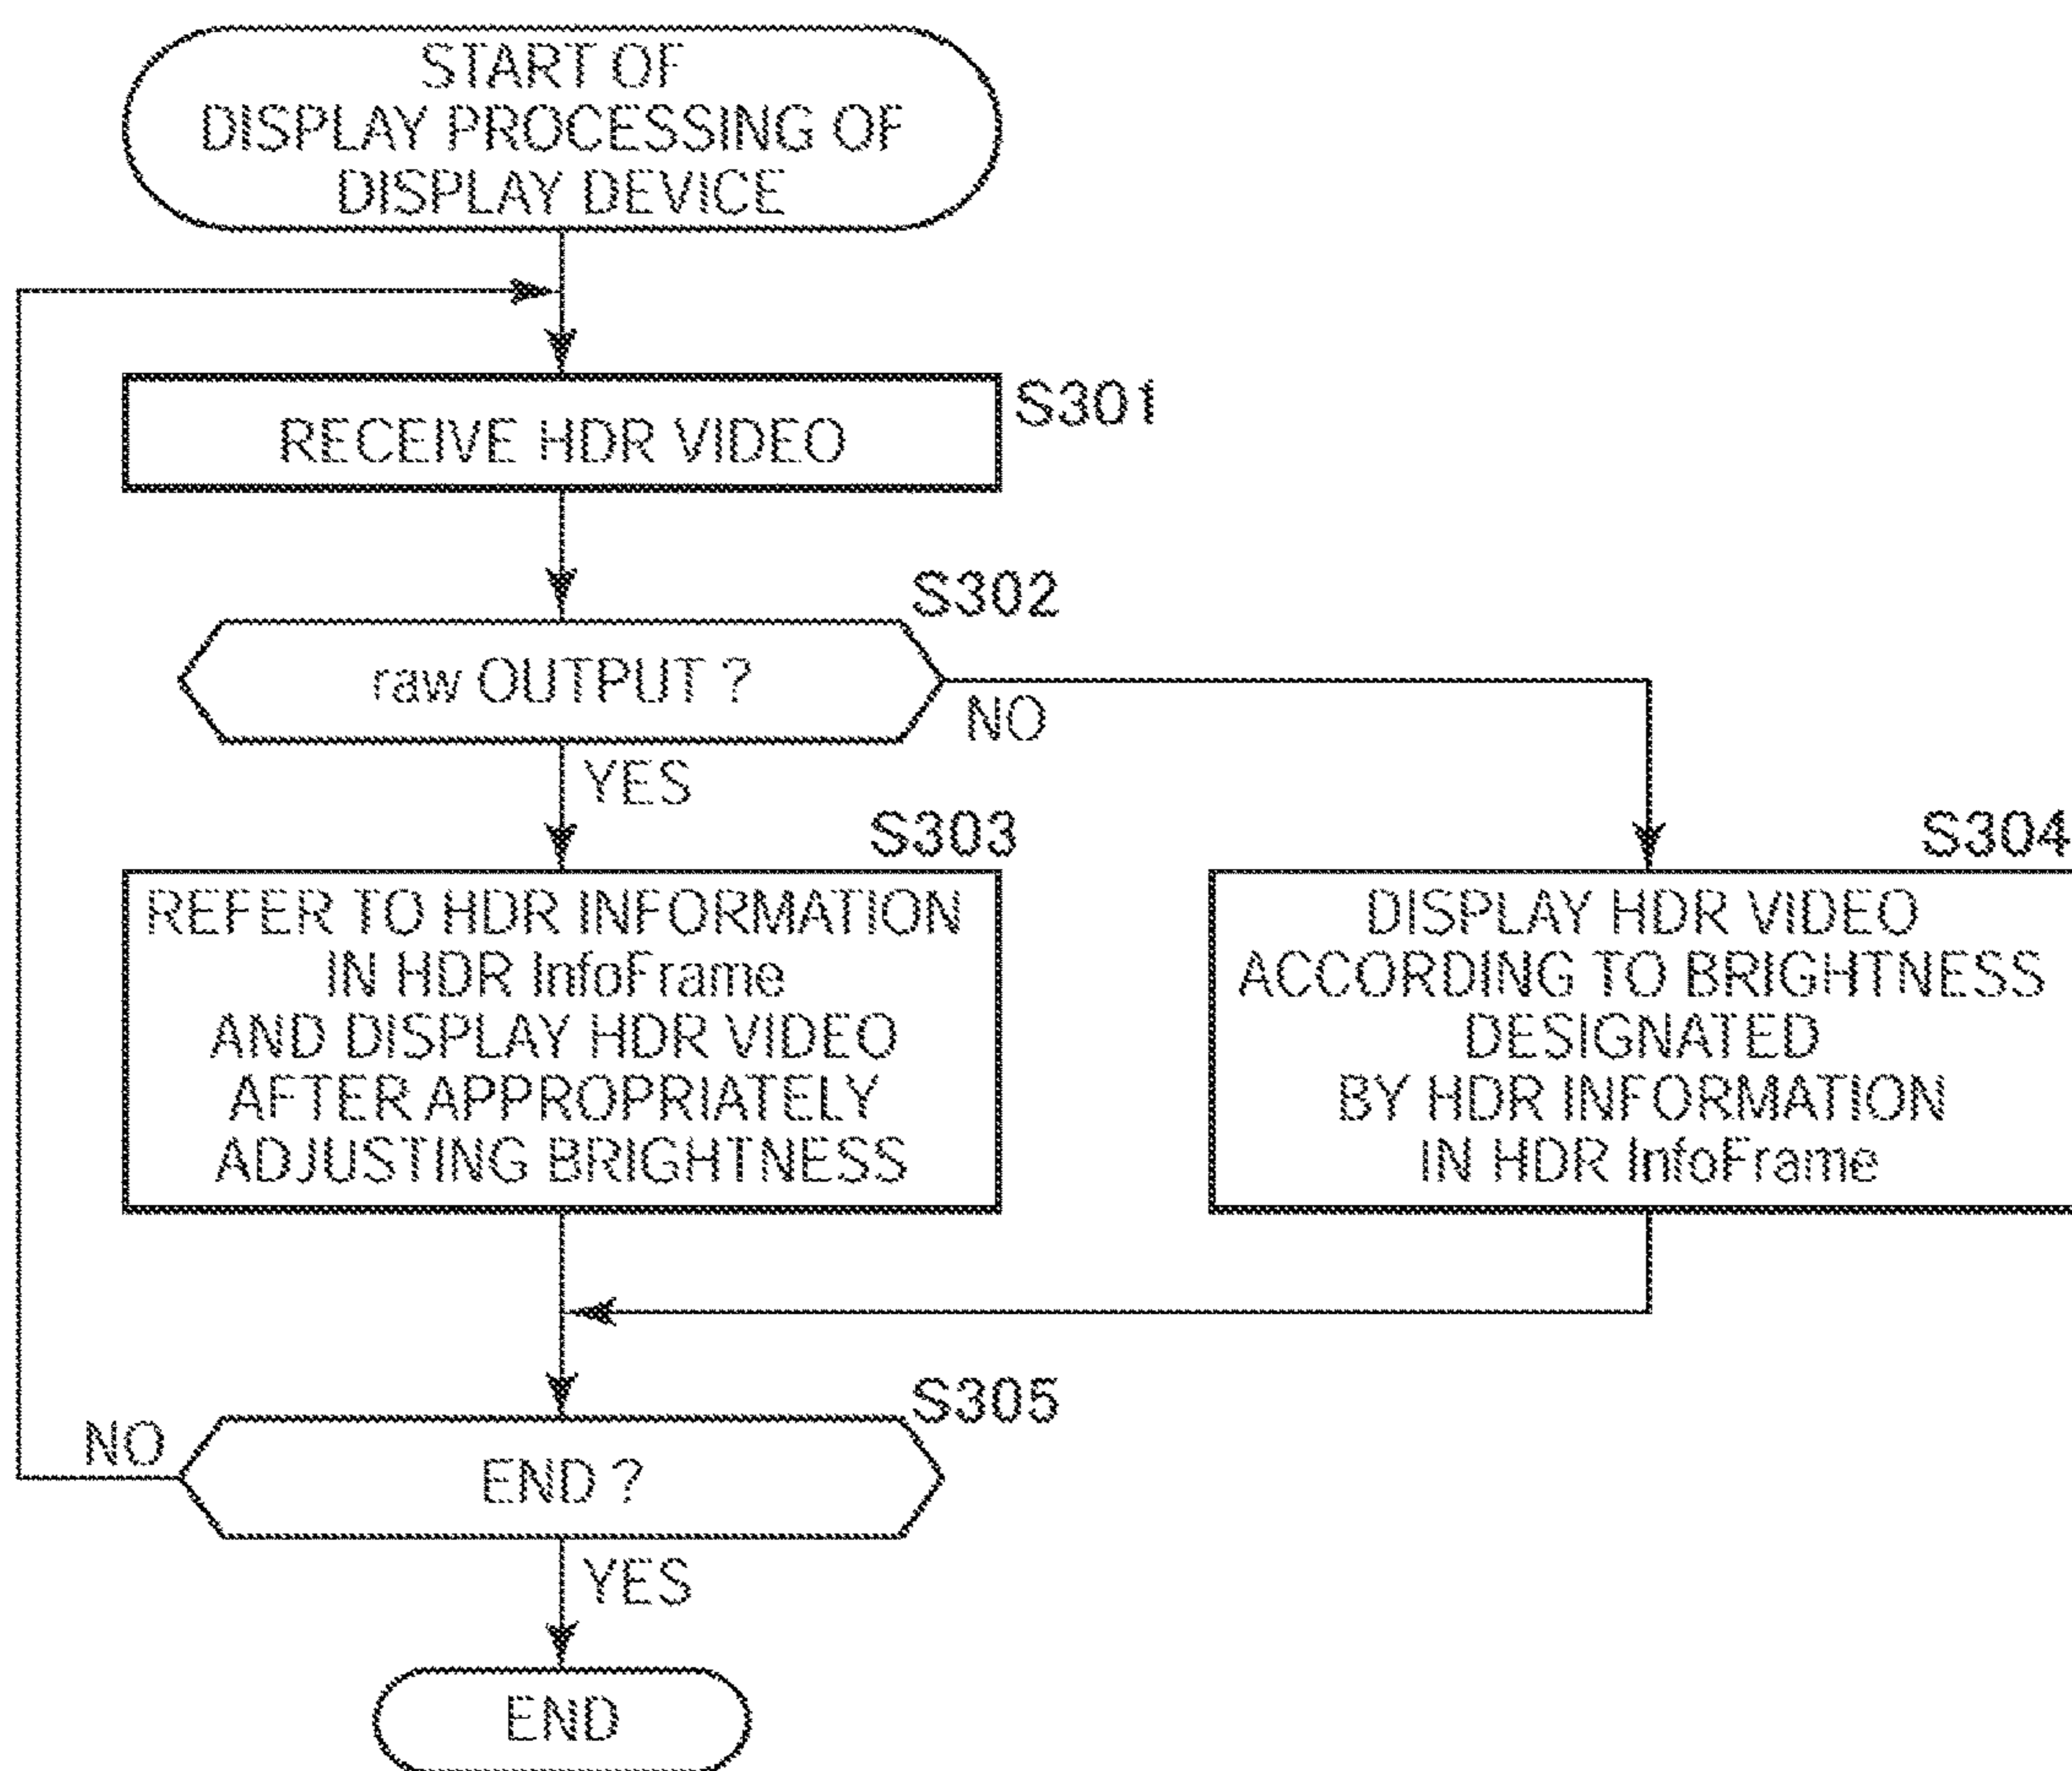 START OF
DISPLAY PROCESSING OF
DISPLAY DEVICE
RECEIVE HDR VIDEO
S301
S302
raw OUTPUT ?
NO
YES
S303
REFER TO HDR INFORMATION
IN HDR InfoFrame
AND DISPLAY HDR VIDEO
AFTER APPROPRIATELY
ADJUSTING BRIGHTNESS
S304
DISPLAY HDR VIDEO
ACCORDING TO BRIGHTNESS
DESIGNATED
BY HDR INFORMATION
IN HDR InfoFrame
S305
NO
END ?
YES
END